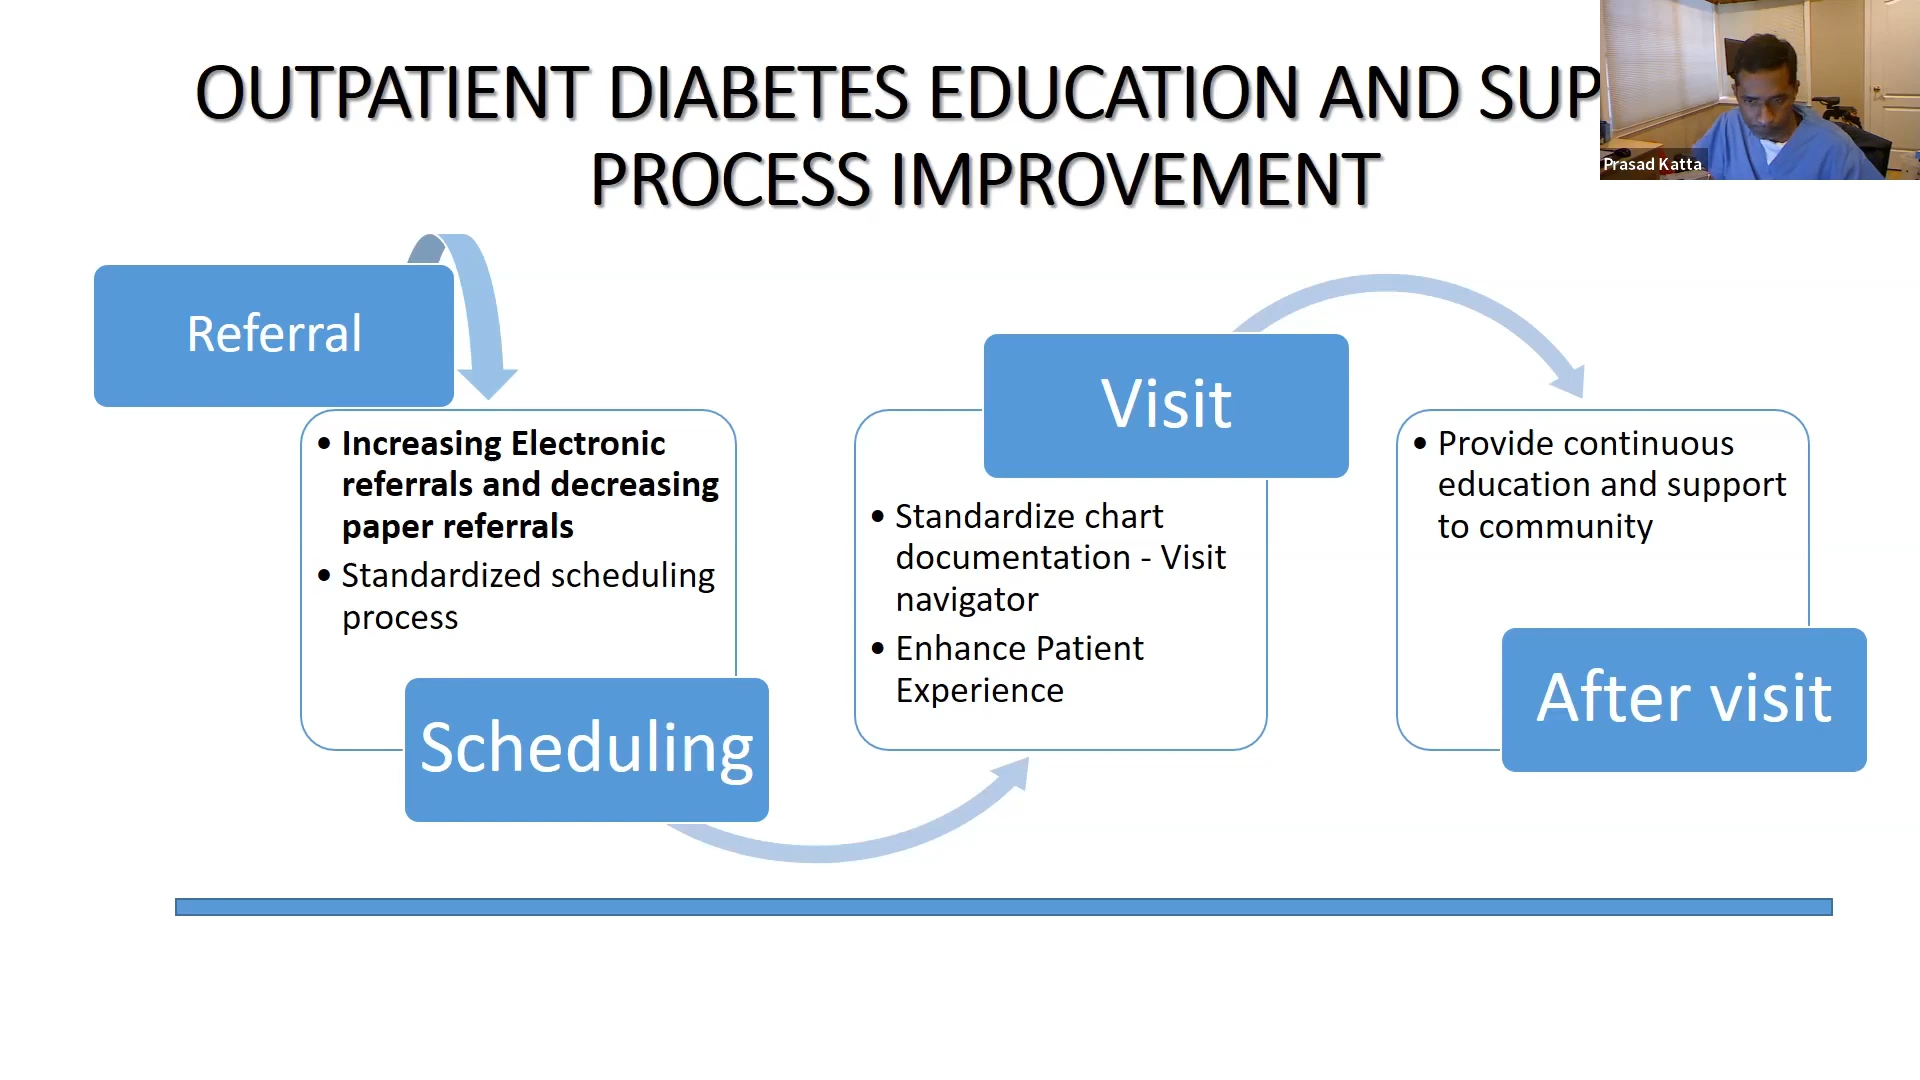 OUTPATIENT DIABETES EDUCATION AND SUP
PROCESS IMPROVEMENT
Prasad Katta
Referral
• Increasing Electronic
referrals and decreasing
paper referrals
• Standardized scheduling
process
Scheduling
Visit
• Standardize chart
documentation - Visit
navigator
• Enhance Patient
Experience
• Provide continuous
education and support
to community
After visit